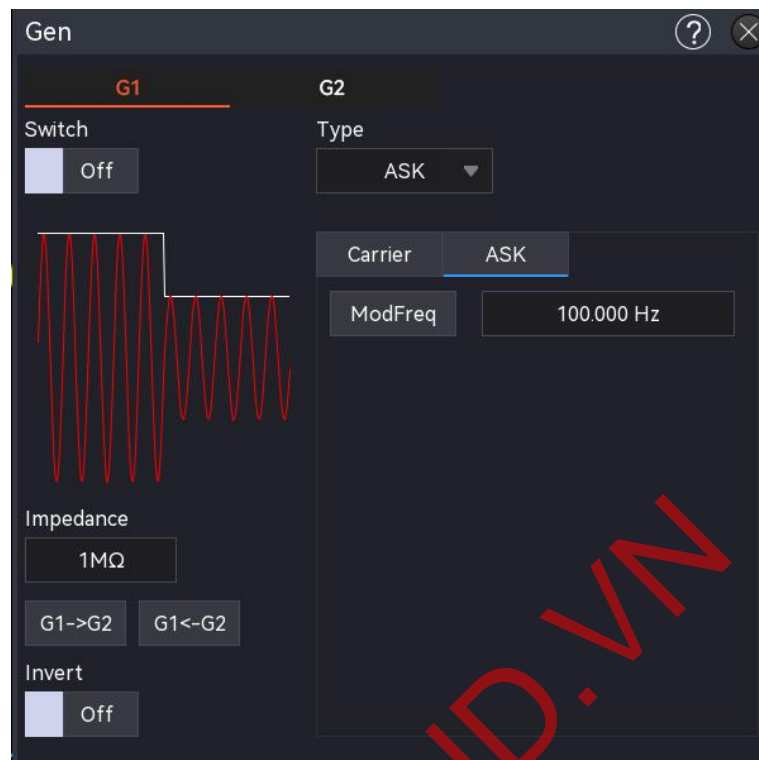 Gen
?
G1 G2
Switch Type
Off ASK
Carrier ASK
ModFreq 100.000 Hz
Impedance
1MΩ
G1->G2 G1<-G2
Invert
Off
D.VN